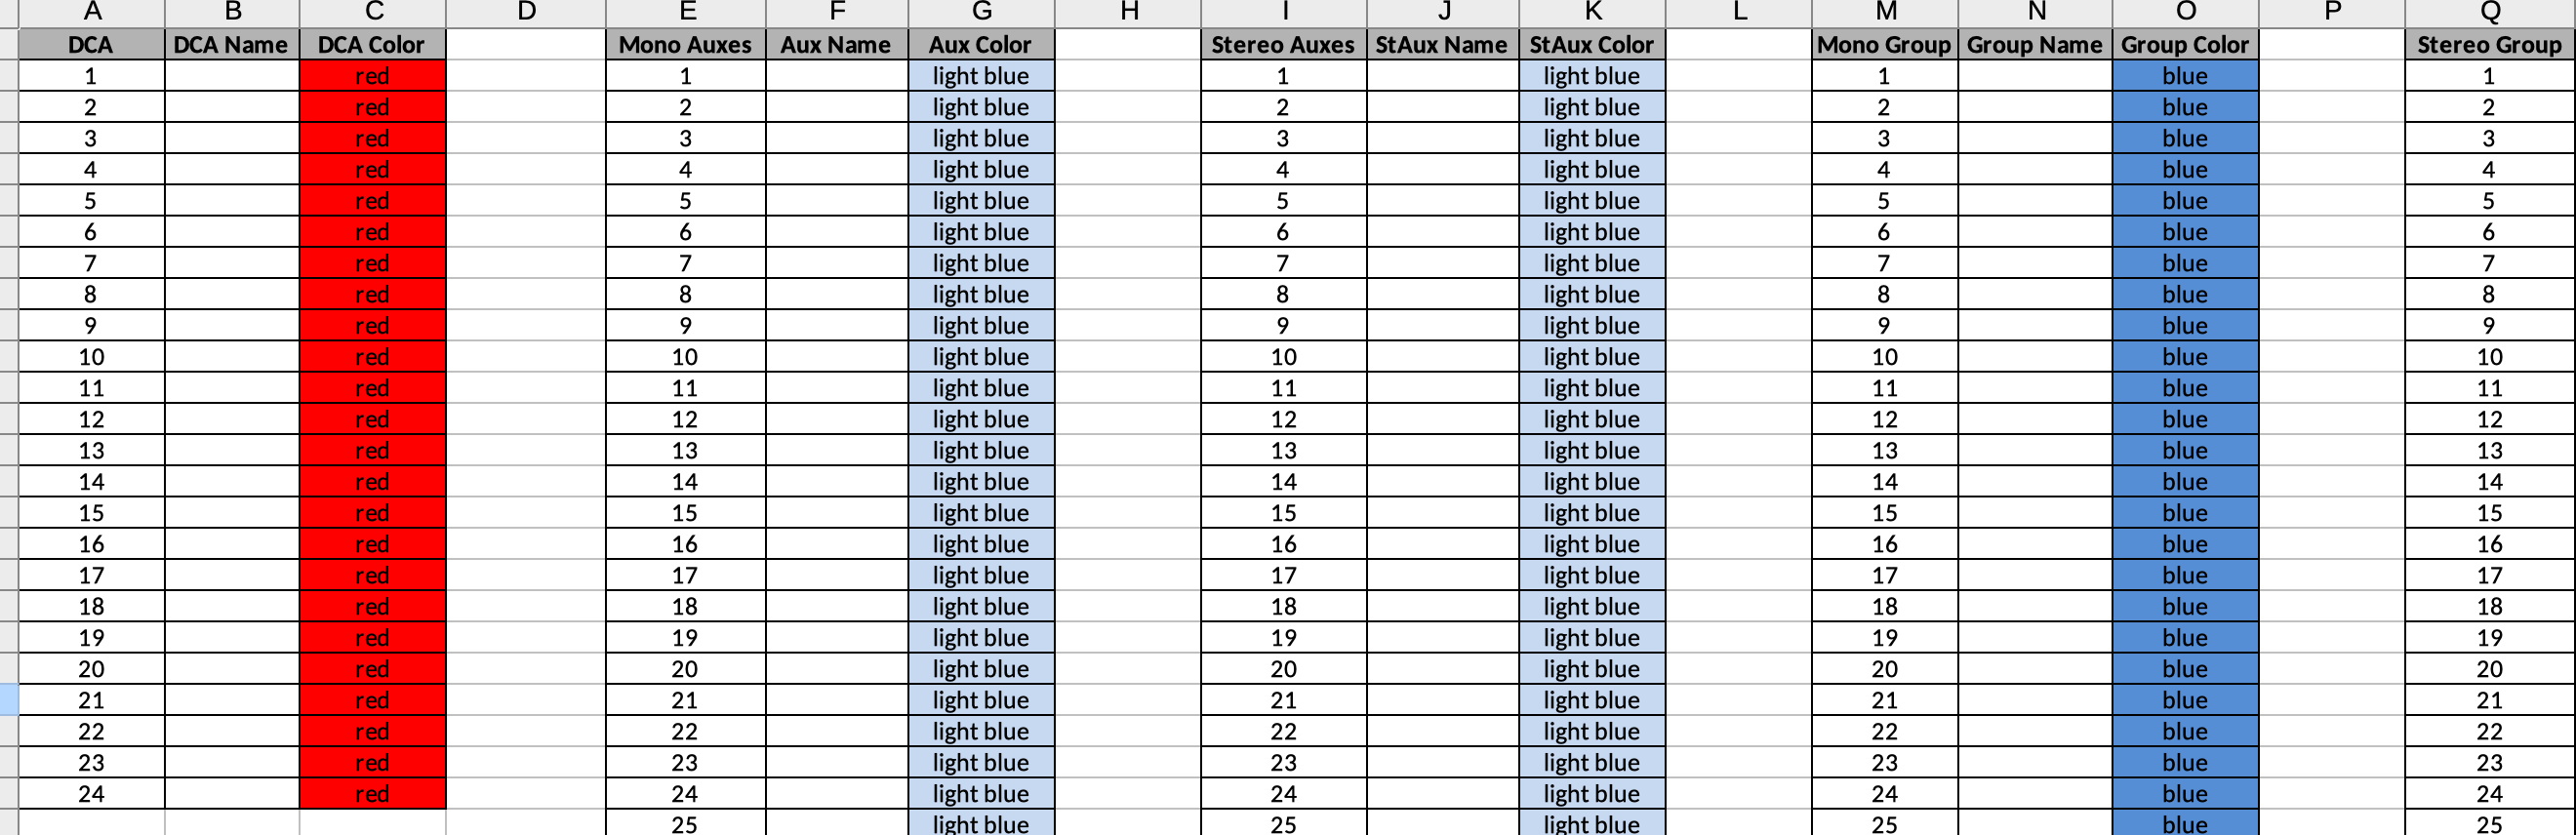 A B C D E F G H I J K L M N O P Q
DCA DCA Name DCA Color Mono Auxes Aux Name Aux Color Stereo Auxes StAux Name StAux Color Mono Group Group Name Group Color Stereo Group
1 red 1 light blue 1 light blue 1 blue 1
2 red 2 light blue 2 light blue 2 blue 2
3 red 3 light blue 3 light blue 3 blue 3
4 red 4 light blue 4 light blue 4 blue 4
5 red 5 light blue 5 light blue 5 blue 5
6 red 6 light blue 6 light blue 6 blue 6
7 red 7 light blue 7 light blue 7 blue 7
8 red 8 light blue 8 light blue 8 blue 8
9 red 9 light blue 9 light blue 9 blue 9
10 red 10 light blue 10 light blue 10 blue 10
11 red 11 light blue 11 light blue 11 blue 11
12 red 12 light blue 12 light blue 12 blue 12
13 red 13 light blue 13 light blue 13 blue 13
14 red 14 light blue 14 light blue 14 blue 14
15 red 15 light blue 15 light blue 15 blue 15
16 red 16 light blue 16 light blue 16 blue 16
17 red 17 light blue 17 light blue 17 blue 17
18 red 18 light blue 18 light blue 18 blue 18
19 red 19 light blue 19 light blue 19 blue 19
20 red 20 light blue 20 light blue 20 blue 20
21 red 21 light blue 21 light blue 21 blue 21
22 red 22 light blue 22 light blue 22 blue 22
23 red 23 light blue 23 light blue 23 blue 23
24 red 24 light blue 24 light blue 24 blue 24
25 light blue 25 light blue 25 blue 25